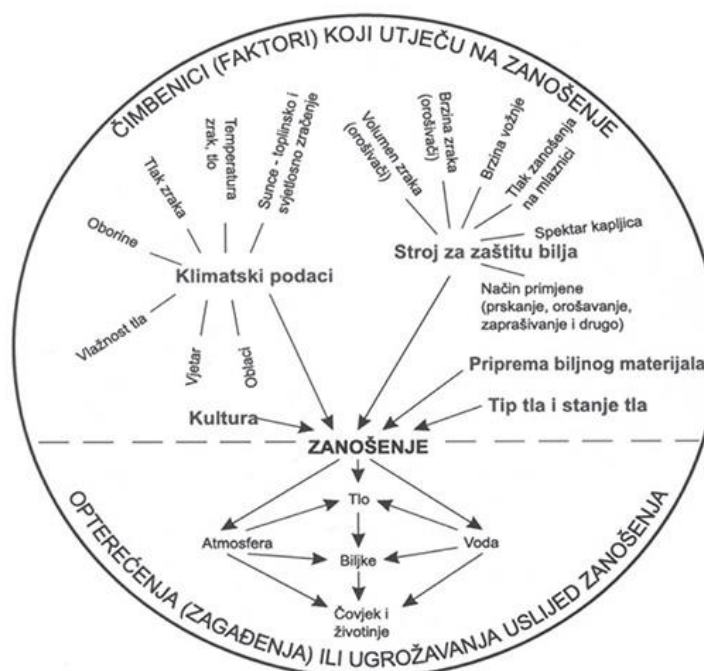 ČIMBENICI (FAKTORI) KOJI UTJEČU NA ZANOŠENJE
Vlažnost tla
Oborine
Tlak zraka
Temperatura
zrak, tlo
Sunce - toplinsko i
svjetlosno zračenje
Klimatski podaci
Vjetar
Oblaci
Volumen zraka
(orošivači)
Brzina zraka
(orošivači)
Brzina vožnje
Tlak zanošenja
na mlaznici
Spektar kapljica
Stroj za zaštitu bilja
Način primjene
(prskanje, orošavanje,
zaprašivanje i drugo)
Priprema biljnog materijala
Kultura
Tip tla i stanje tla
ZANOŠENJE
Tlo
Atmosfera
Voda
Biljke
Čovjek i
životinje
OPTEREĆENJA (ZAGAĐENJA) ILI UGROŽAVANJA USLIJED ZANOŠENJA